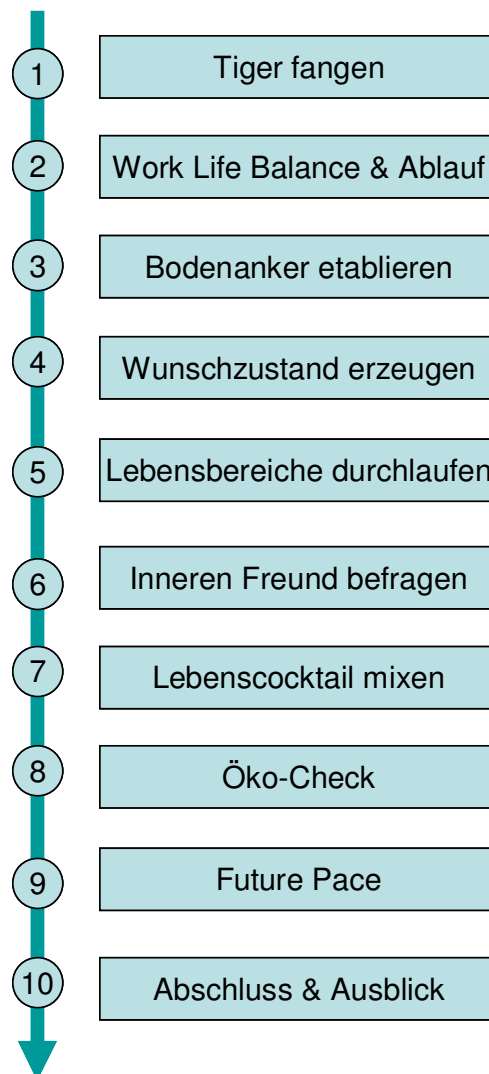 1 Tiger fangen
2 Work Life Balance & Ablauf
3 Bodenanker etablieren
4 Wunschzustand erzeugen
5 Lebensbereiche durchlaufen
6 Inneren Freund befragen
7 Lebenscocktail mixen
8 Öko-Check
9 Future Pace
10 Abschluss & Ausblick